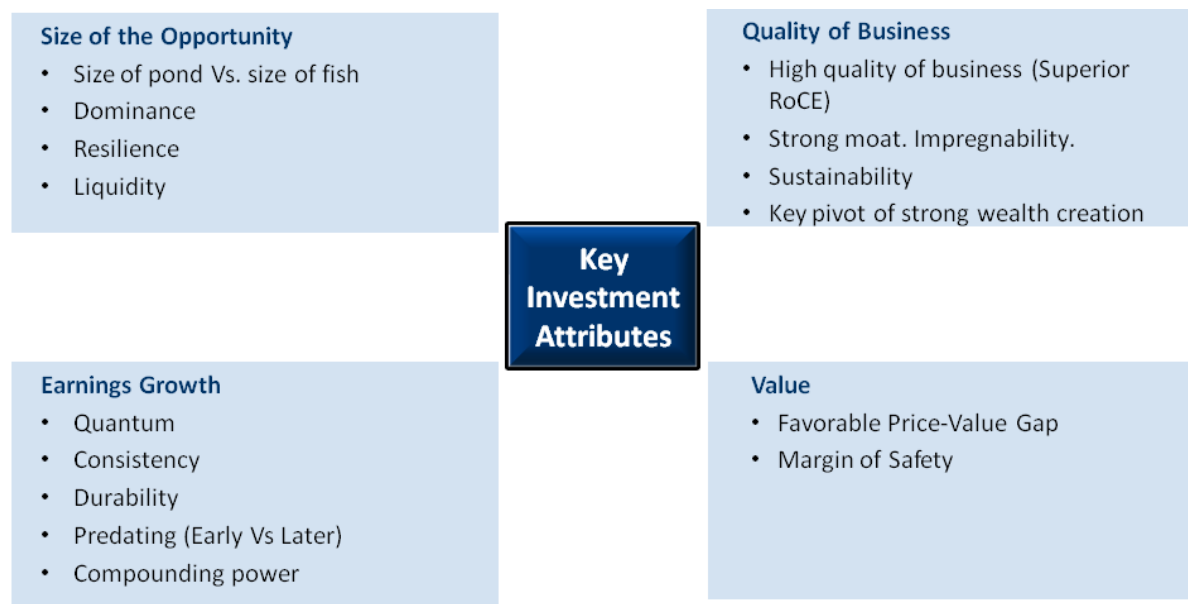 Size of the Opportunity
• Size of pond Vs. size of fish
• Dominance
• Resilience
• Liquidity
Quality of Business
• High quality of business (Superior
RoCE)
• Strong moat. Impregnability.
• Sustainability
• Key pivot of strong wealth creation
Key
Investment
Attributes
Earnings Growth
• Quantum
• Consistency
• Durability
• Predating (Early Vs Later)
• Compounding power
Value
• Favorable Price-Value Gap
• Margin of Safety